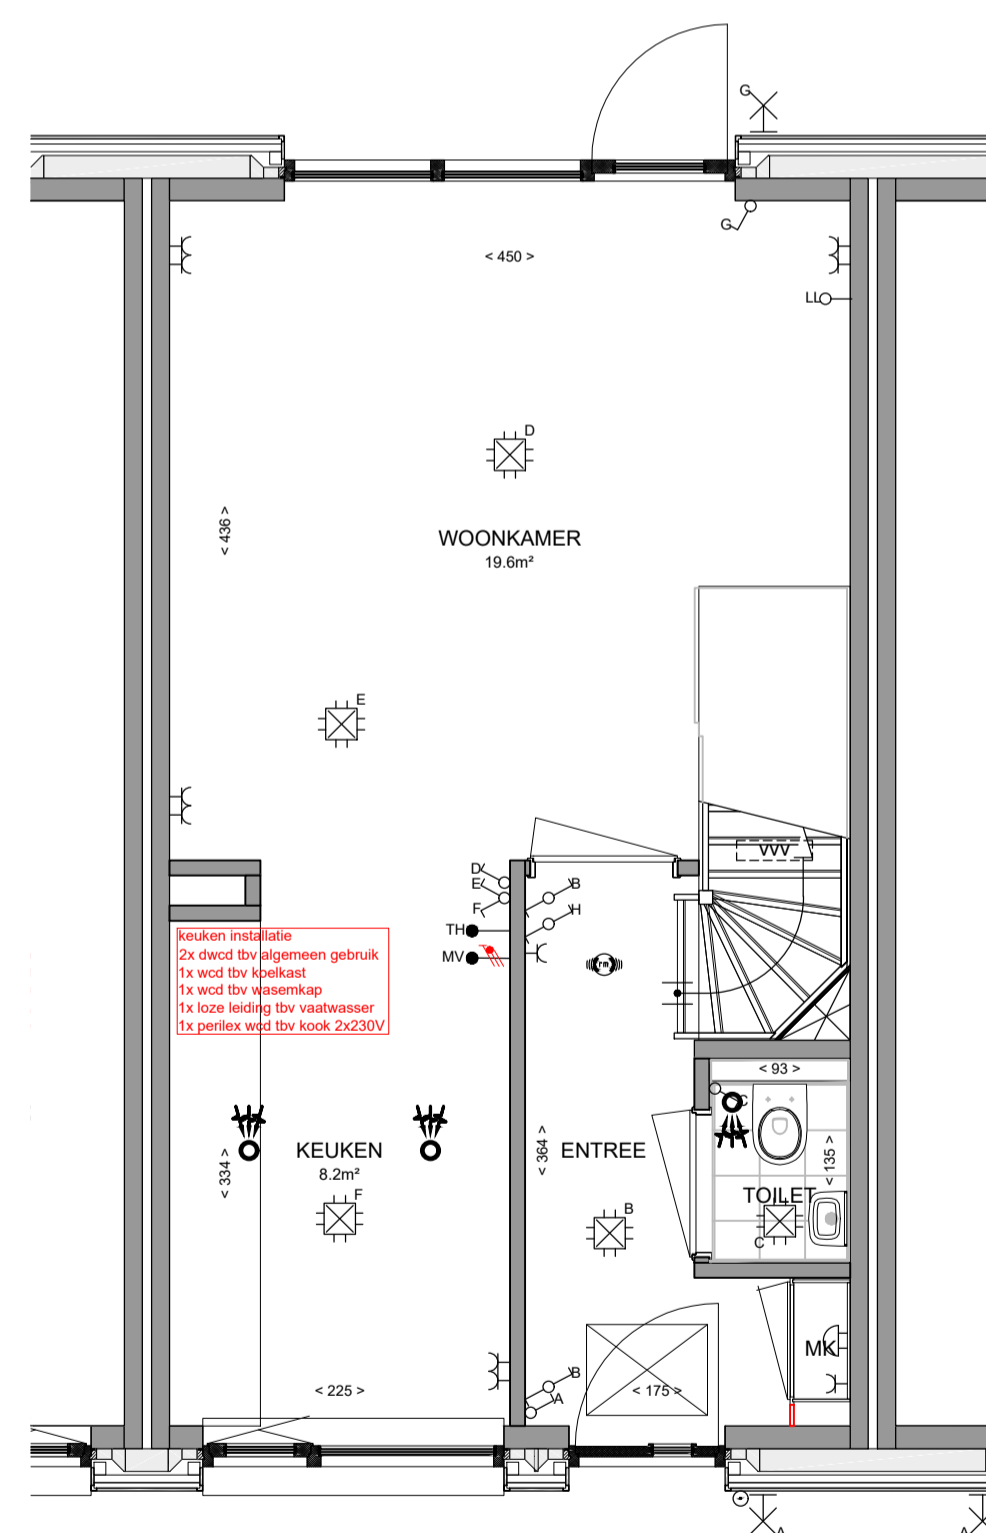 G
G
< 450 >
LL
D
< 436 >
WOONKAMER
19.6m²
E
VVV
D
E
F
B
H
TH
MV
rm
keuken installatie
2x dwcd tbv algemeen gebruik
1x wcd tbv koelkast
1x wcd tbv wasemkap
1x loze leiding tbv vaatwasser
1x perilex wcd tbv kook 2x230V
< 93 >
C
< 334 >
KEUKEN
8.2m²
F
< 364 >
ENTREE
B
< 135 >
TOILET
C
MK
< 225 >
B
A
< 175 >
A
A